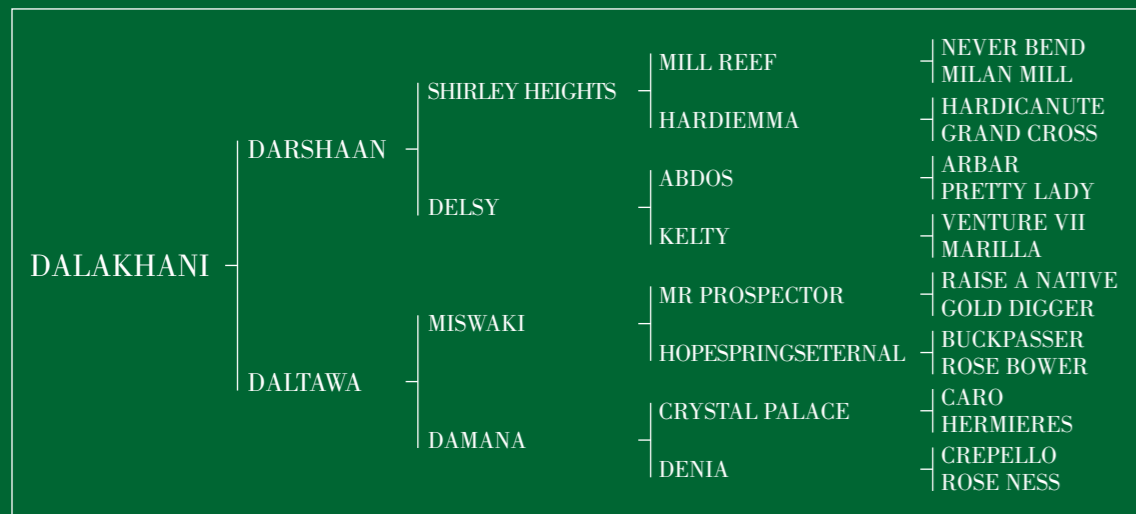 DALAKHANI
DARSHAAN
DALTAWA
SHIRLEY HEIGHTS
DELSY
MISWAKI
DAMANA
MILL REEF
HARDIEMMA
ABDOS
KELTY
MR PROSPECTOR
HOPESPRINGSETERNAL
CRYSTAL PALACE
DENIA
NEVER BEND
MILAN MILL
HARDICANUTE
GRAND CROSS
ARBAR
PRETTY LADY
VENTURE VII
MARILLA
RAISE A NATIVE
GOLD DIGGER
BUCKPASSER
ROSE BOWER
CARO
HERMIERES
CREPELLO
ROSE NESS